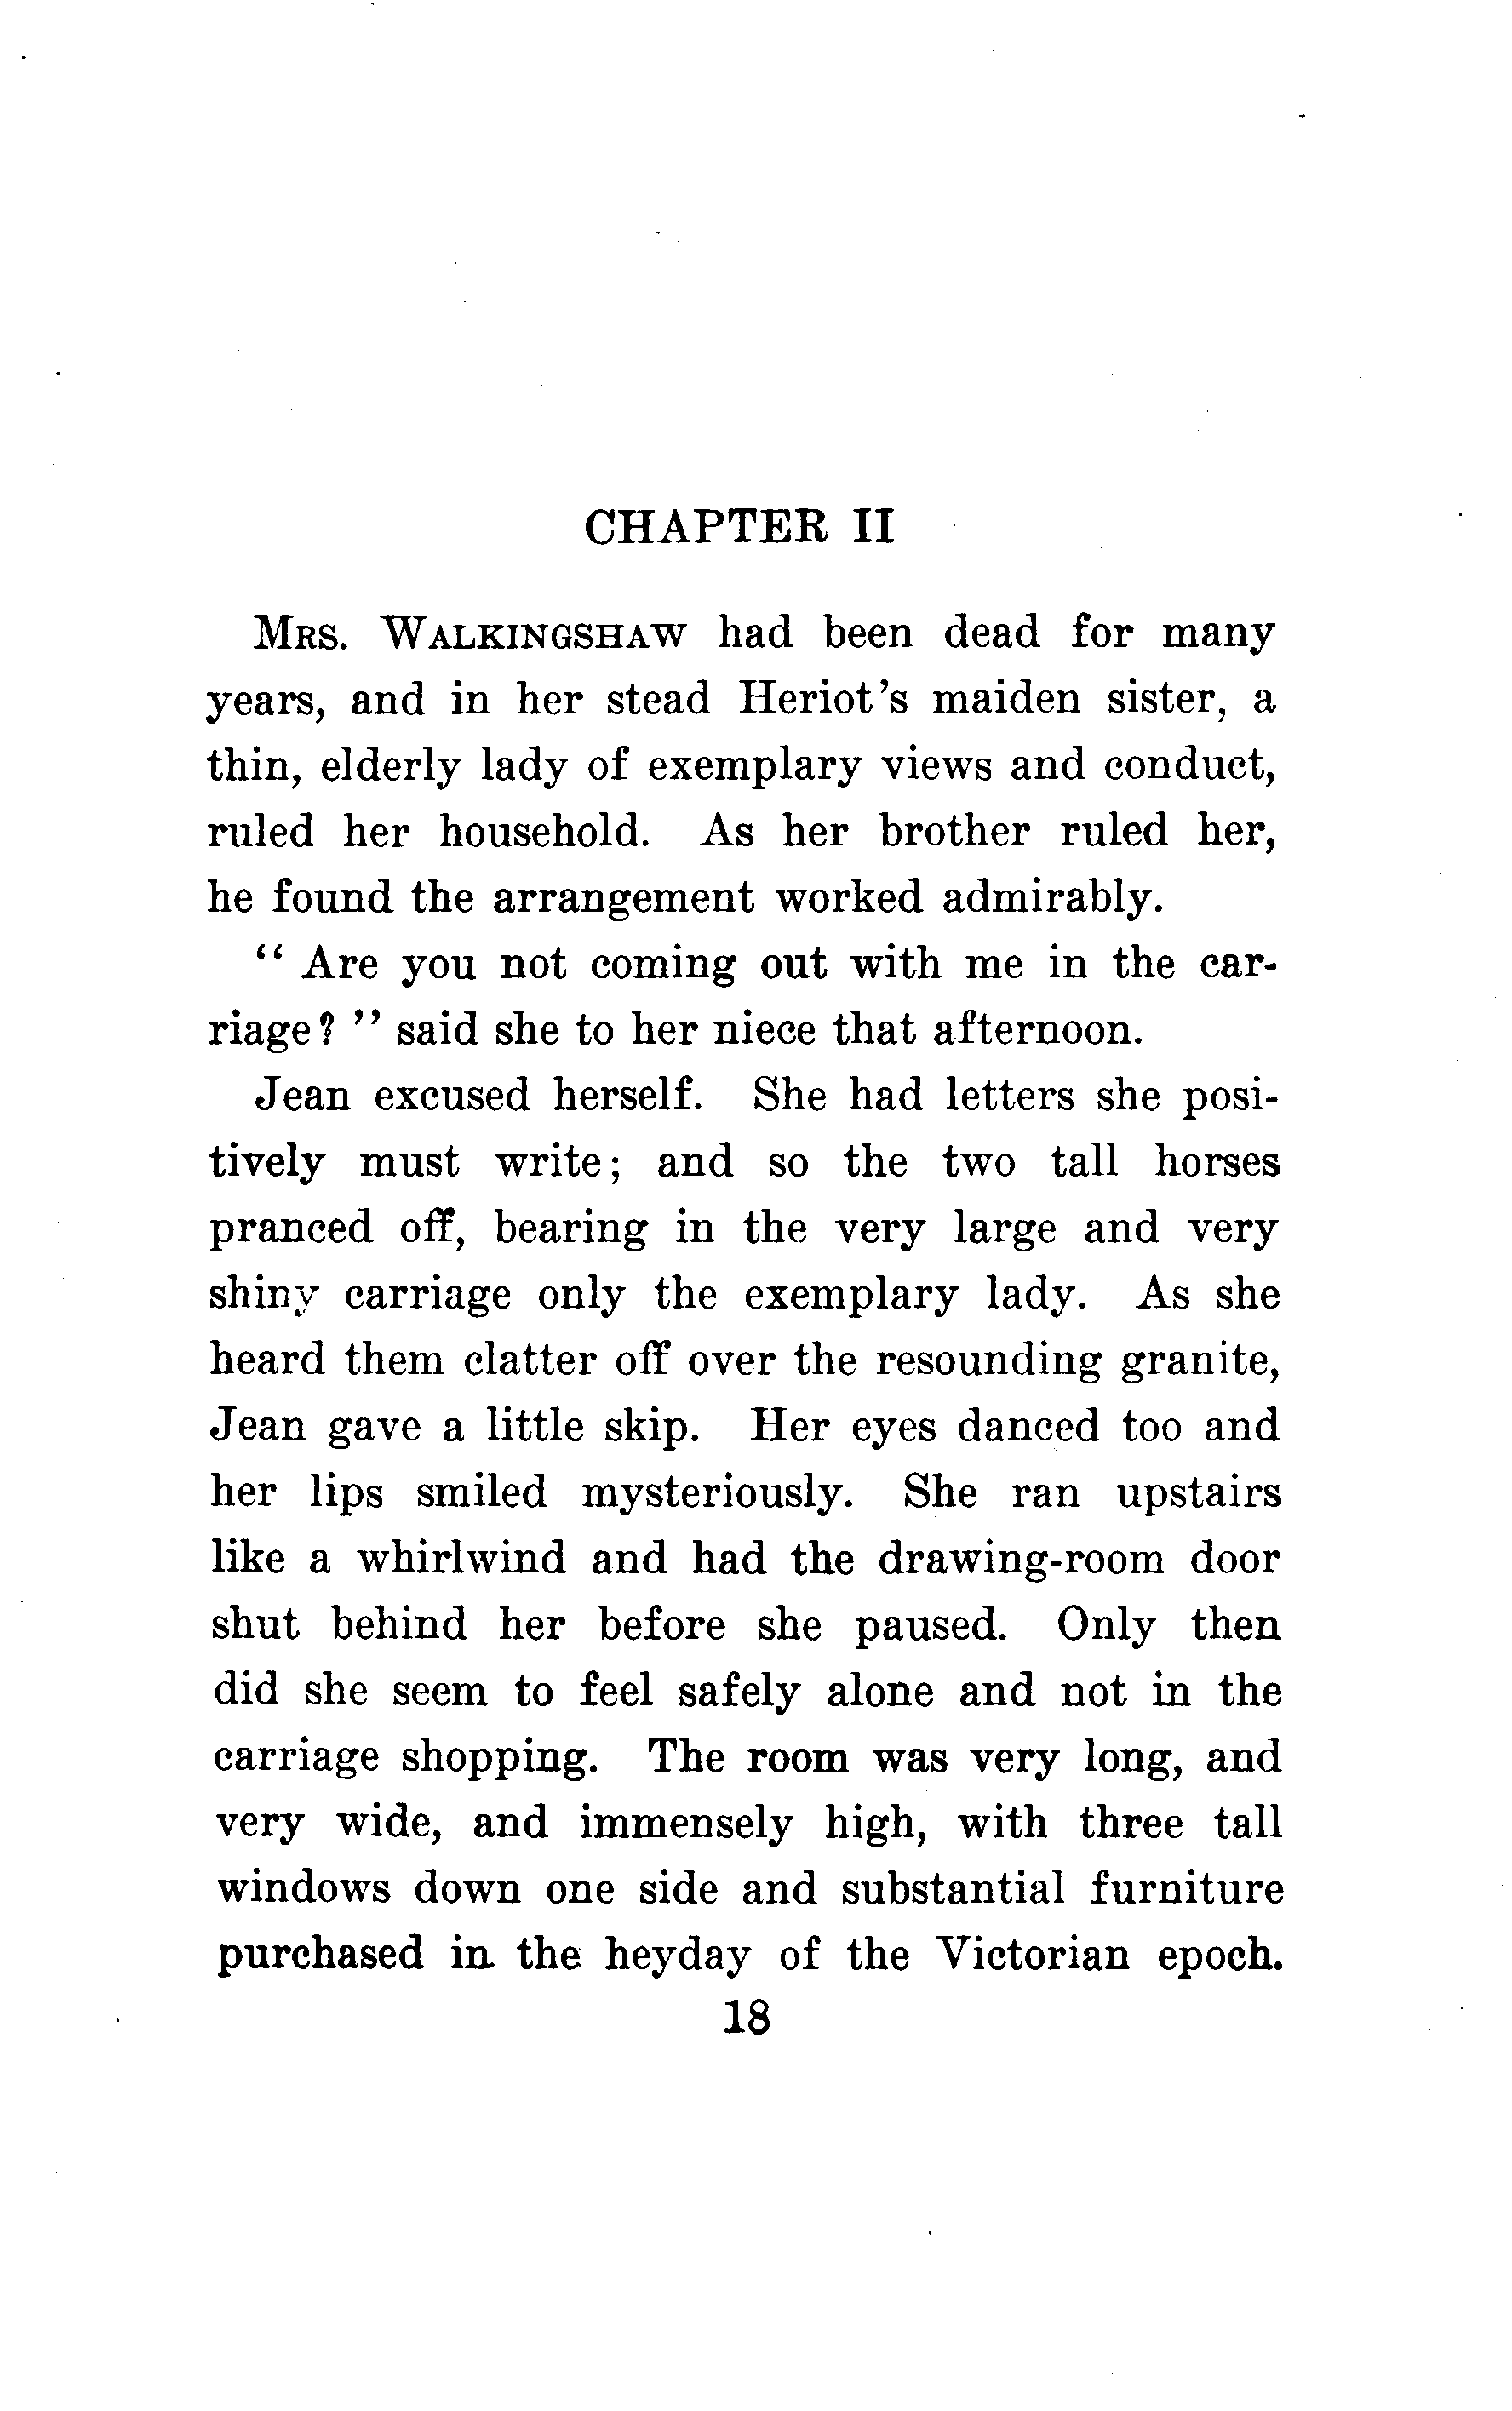 CHAPTER II
Mrs. Walkingshaw had been dead for many
years, and in her stead Heriot's maiden sister, a
thin, elderly lady of exemplary views and conduct,
ruled her household. As her brother ruled her,
he found the arrangement worked admirably.
" Are you not coming out with me in the car-
riage? " said she to her niece that afternoon.
Jean excused herself. She had letters she posi-
tively must write; and so the two tall horses
pranced off, bearing in the very large and very
shiny carriage only the exemplary lady. As she
heard them clatter off over the resounding granite,
Jean gave a little skip. Her eyes danced too and
her lips smiled mysteriously. She ran upstairs
like a whirlwind and had the drawing-room door
shut behind her before she paused. Only then
did she seem to feel safely alone and not in the
carriage shopping. The room was very long, and
very wide, and immensely high, with three tall
windows down one side and substantial furniture
purchased in the heyday of the Victorian epoch.
18